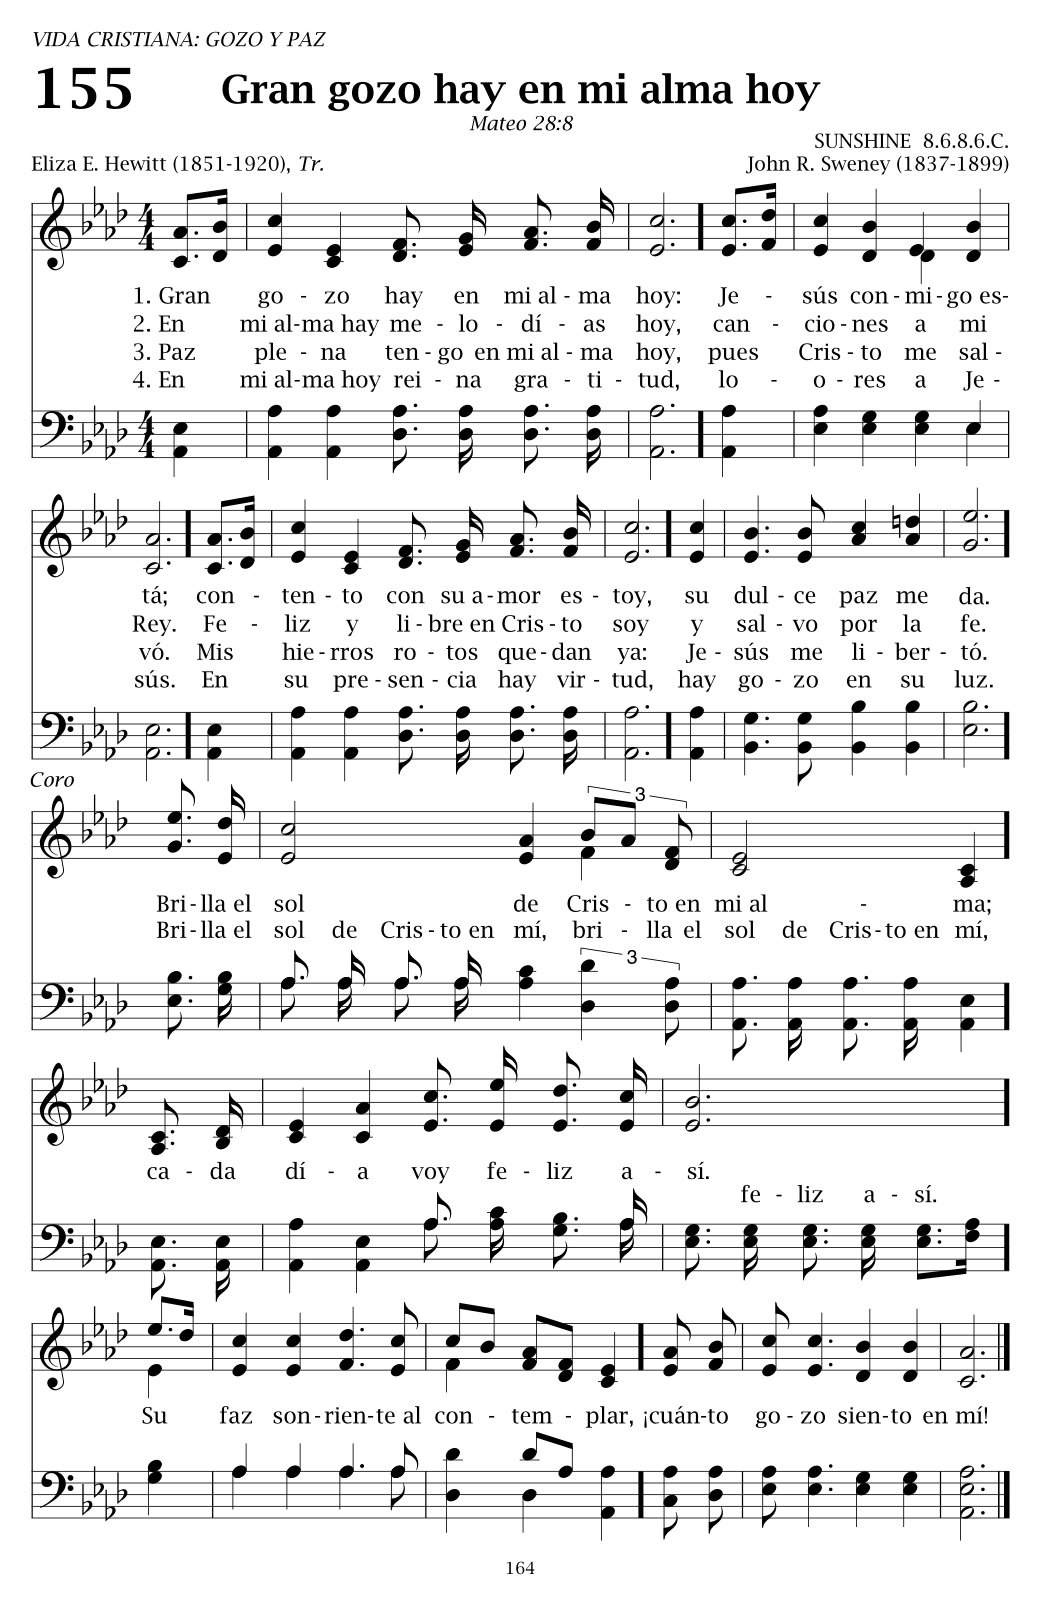 VIDA CRISTIANA: GOZO Y PAZ
155 Gran gozo hay en mi alma hoy
Mateo 28:8
SUNSHINE 8.6.8.6.C.
Eliza E. Hewitt (1851-1920), Tr. John R. Sweney (1837-1899)
1. Gran go - zo hay en mi al - ma hoy: Je - sús con - mi - go es-
2. En mi al-ma hay me - lo - dí - as hoy, can - cio - nes a mi
3. Paz ple - na ten - go en mi al - ma hoy, pues Cris - to me sal -
4. En mi al-ma hoy rei - na gra - ti - tud, lo - o - res a Je -
tá; con - ten - to con su a - mor es - toy, su dul - ce paz me da.
Rey. Fe - liz y li - bre en Cris - to soy y sal - vo por la fe.
vó. Mis hie - rros ro - tos que - dan ya: Je - sús me li - ber - tó.
sús. En su pre - sen - cia hay vir - tud, hay go - zo en su luz.
Coro
3
Bri - lla el sol de Cris - to en mi al - ma;
Bri - lla el sol de Cris - to en mí, bri - lla el sol de Cris - to en mí,
3
ca - da dí - a voy fe - liz a - sí.
fe - liz a - sí.
Su faz son - rien - te al con - tem - plar, ¡cuán-to go - zo sien-to en mí!
164